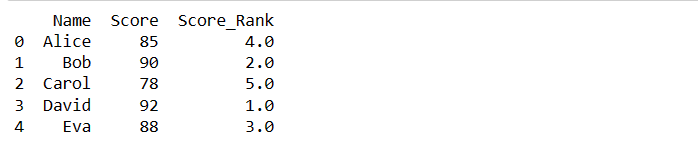 Name Score Score_Rank
0 Alice 85 4.0
1 Bob 90 2.0
2 Carol 78 5.0
3 David 92 1.0
4 Eva 88 3.0